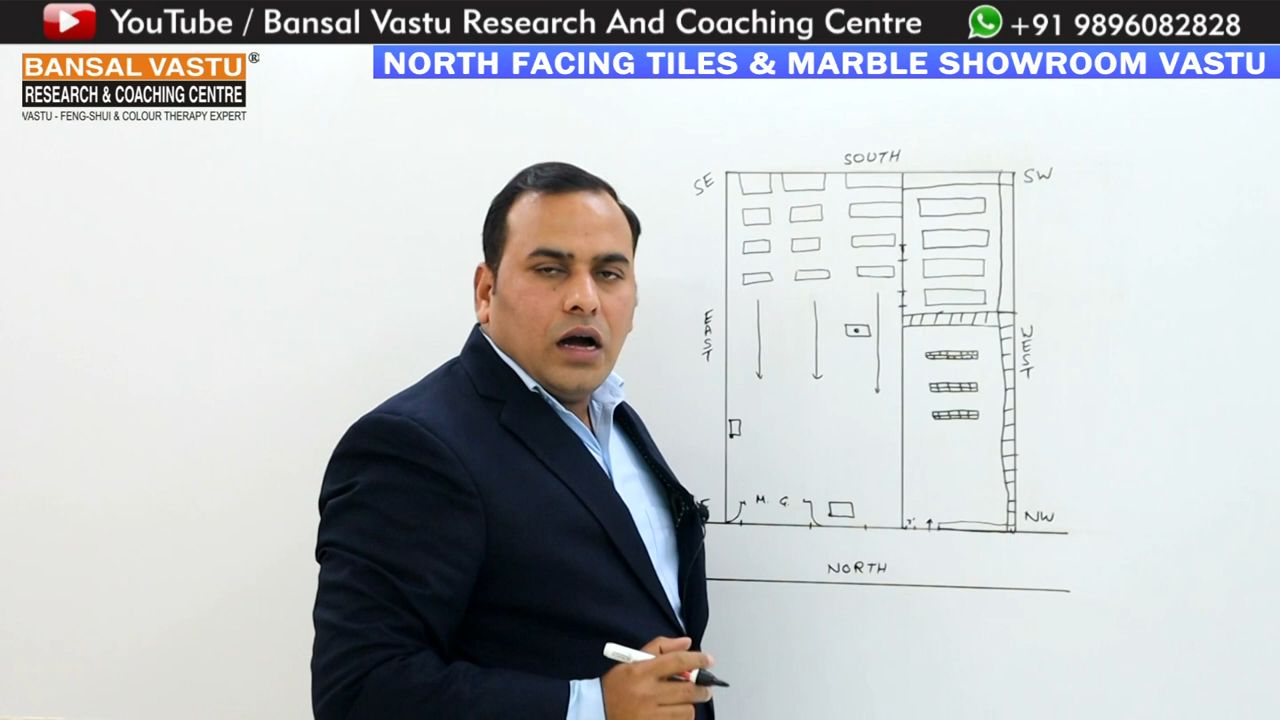 YouTube / Bansal Vastu Research And Coaching Centre
+91 9896082828
BANSAL VASTU®
RESEARCH & COACHING CENTRE
VASTU - FENG-SHUI & COLOUR THERAPY EXPERT
NORTH FACING TILES & MARBLE SHOWROOM VASTU
SOUTH
SE
SW
EAST
WEST
M. G.
NW
NORTH